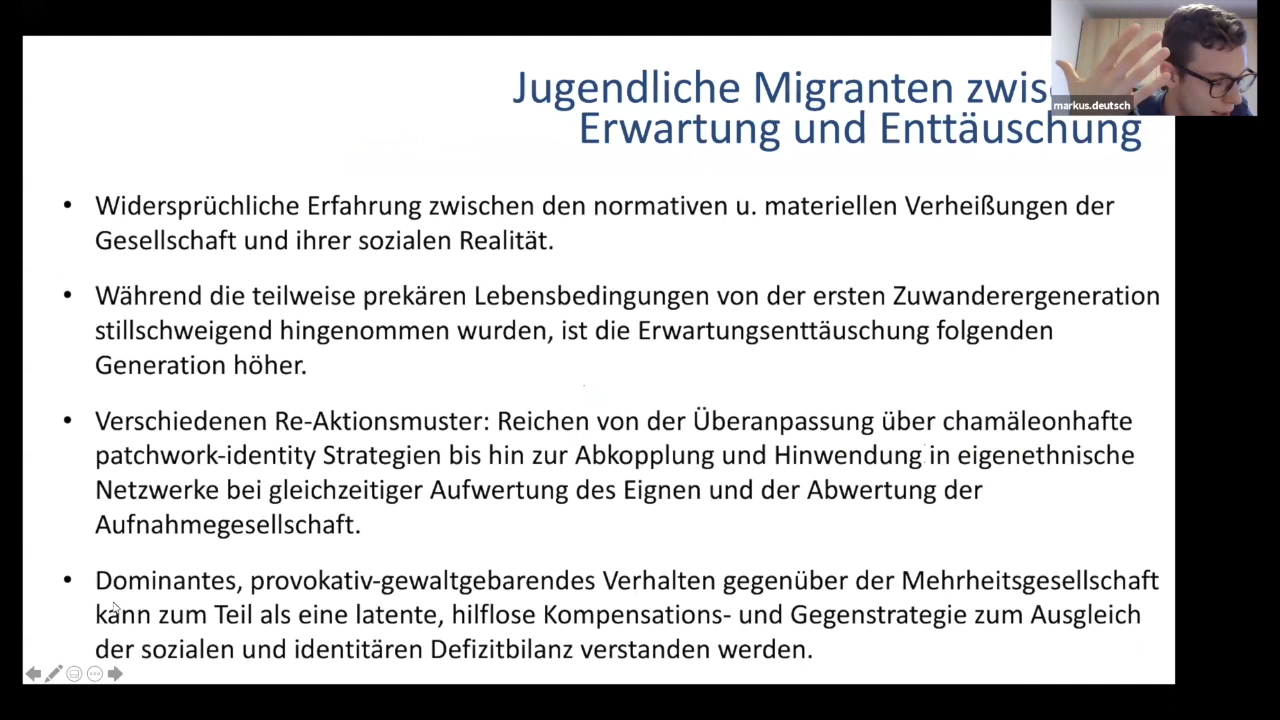 Jugendliche Migranten
markus.deutsch
Erwartung und Enttäuschung
• Widersprüchliche Erfahrung zwischen den normativen u. materiellen Verheißungen der
Gesellschaft und ihrer sozialen Realität.
• Während die teilweise prekären Lebensbedingungen von der ersten Zuwanderergeneration
stillschweigend hingenommen wurden, ist die Erwartungsenttäuschung folgenden
Generation höher.
• Verschiedenen Re-Aktionsmuster: Reichen von der Überanpassung über chamäleonhafte
patchwork-identity Strategien bis hin zur Abkopplung und Hinwendung in eigenethnische
Netzwerke bei gleichzeitiger Aufwertung des Eignen und der Abwertung der
Aufnahmegesellschaft.
• Dominantes, provokativ-gewaltgebarendes Verhalten gegenüber der Mehrheitsgesellschaft
kann zum Teil als eine latente, hilflose Kompensations- und Gegenstrategie zum Ausgleich
der sozialen und identitären Defizitbilanz verstanden werden.